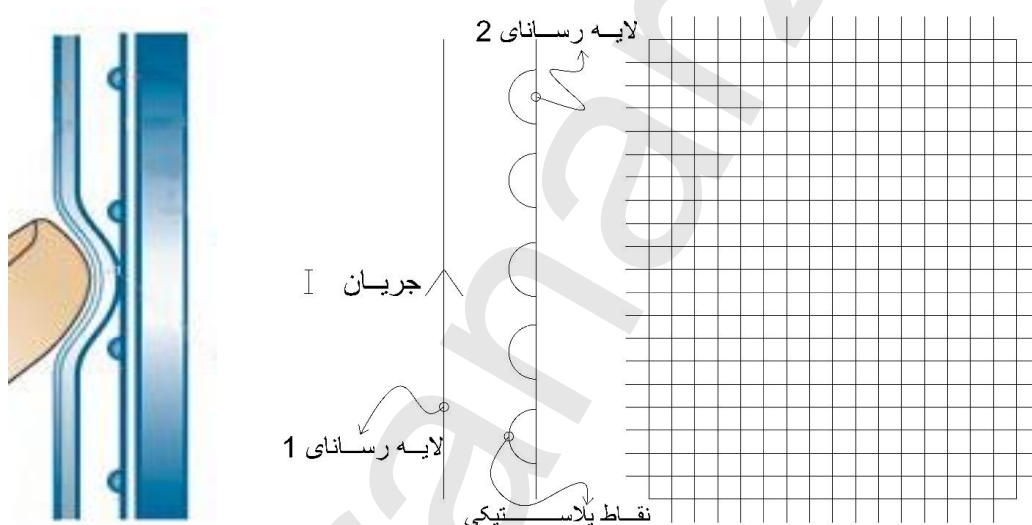 لایه رسانای 2
جریان I
لایه رسانای 1
نقاط پلاستیکی